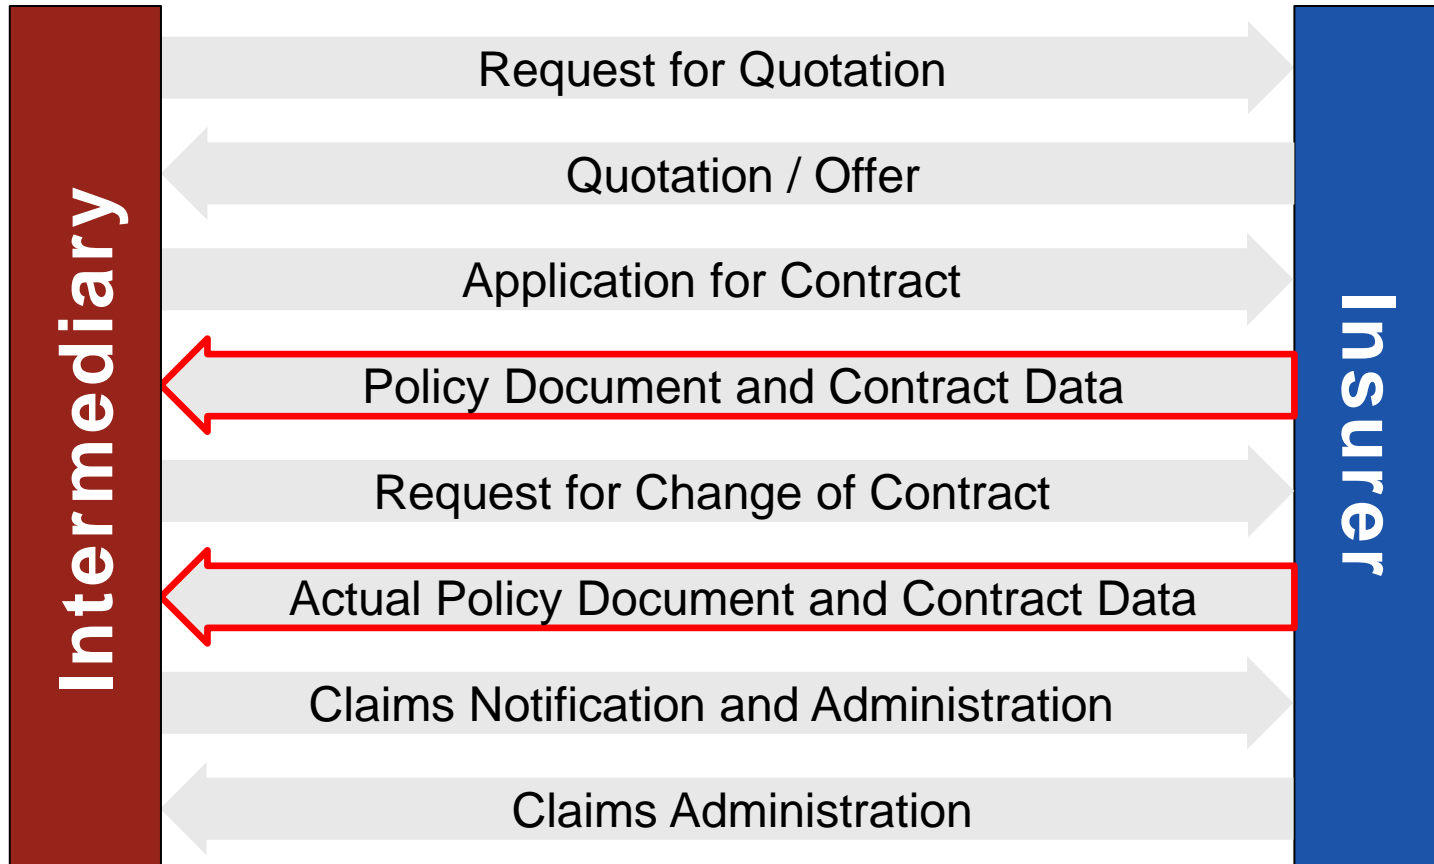 Intermediary
Request for Quotation
Quotation / Offer
Application for Contract
Policy Document and Contract Data
Request for Change of Contract
Actual Policy Document and Contract Data
Claims Notification and Administration
Claims Administration
Insurer